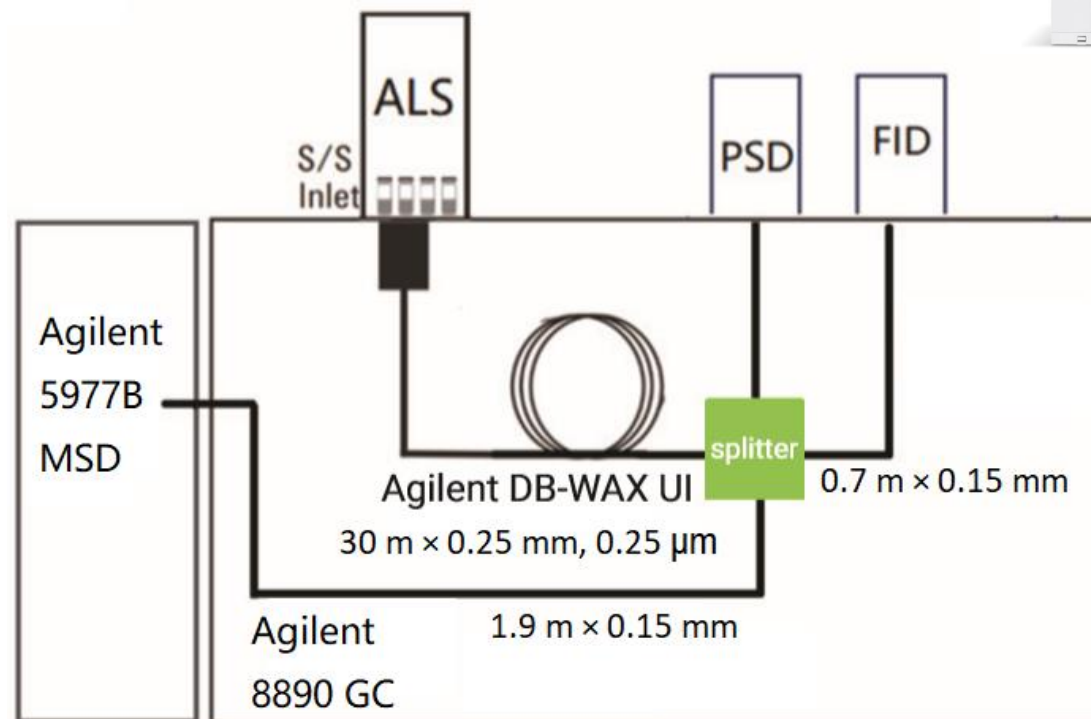 ALS
S/S
Inlet
PSD
FID
Agilent
5977B
MSD
splitter
0.7 m × 0.15 mm
Agilent DB-WAX UI
30 m × 0.25 mm, 0.25 μm
1.9 m × 0.15 mm
Agilent
8890 GC